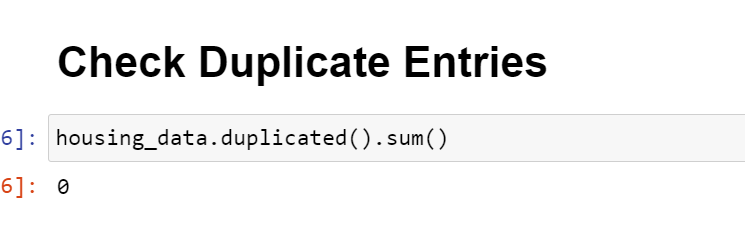 Check Duplicate Entries
6]: housing_data.duplicated().sum()
6]: 0